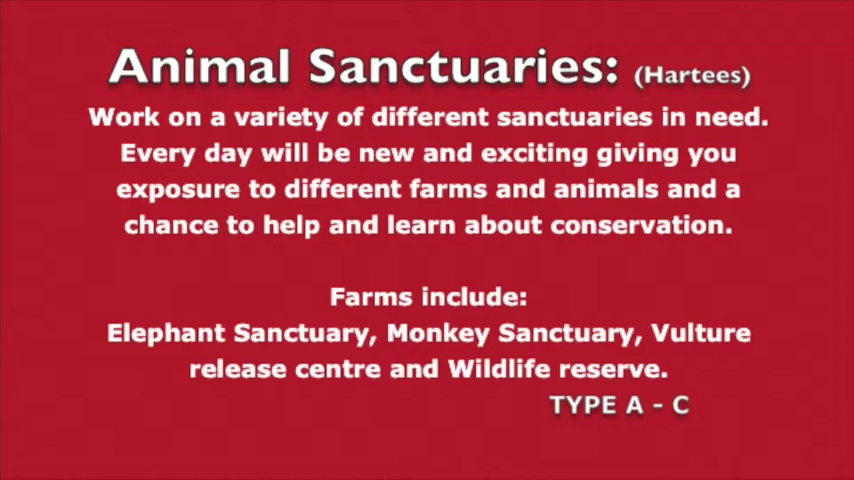 Animal Sanctuaries: (Hartees)
Work on a variety of different sanctuaries in need.
Every day will be new and exciting giving you
exposure to different farms and animals and a
chance to help and learn about conservation.
Farms include:
Elephant Sanctuary, Monkey Sanctuary, Vulture
release centre and Wildlife reserve.
TYPE A - C